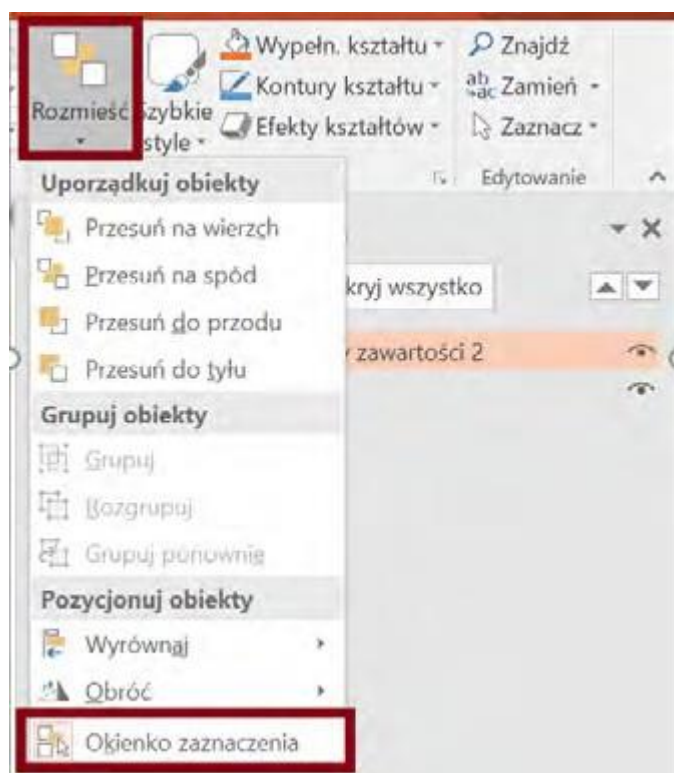 Rozmieść
Szybkie
style
Wypełn. kształtu
Kontury kształtu
Efekty kształtów
Znajdź
Zamień
Zaznacz
Edytowanie
Uporządkuj obiekty
Przesuń na wierzch
Przesuń na spód
Przesuń do przodu
Przesuń do tyłu
Grupuj obiekty
Grupuj
Rozgrupuj
Grupuj ponownie
Pozycjonuj obiekty
Wyrównaj
Obróć
Okienko zaznaczenia
kryj wszystko
zawartości 2